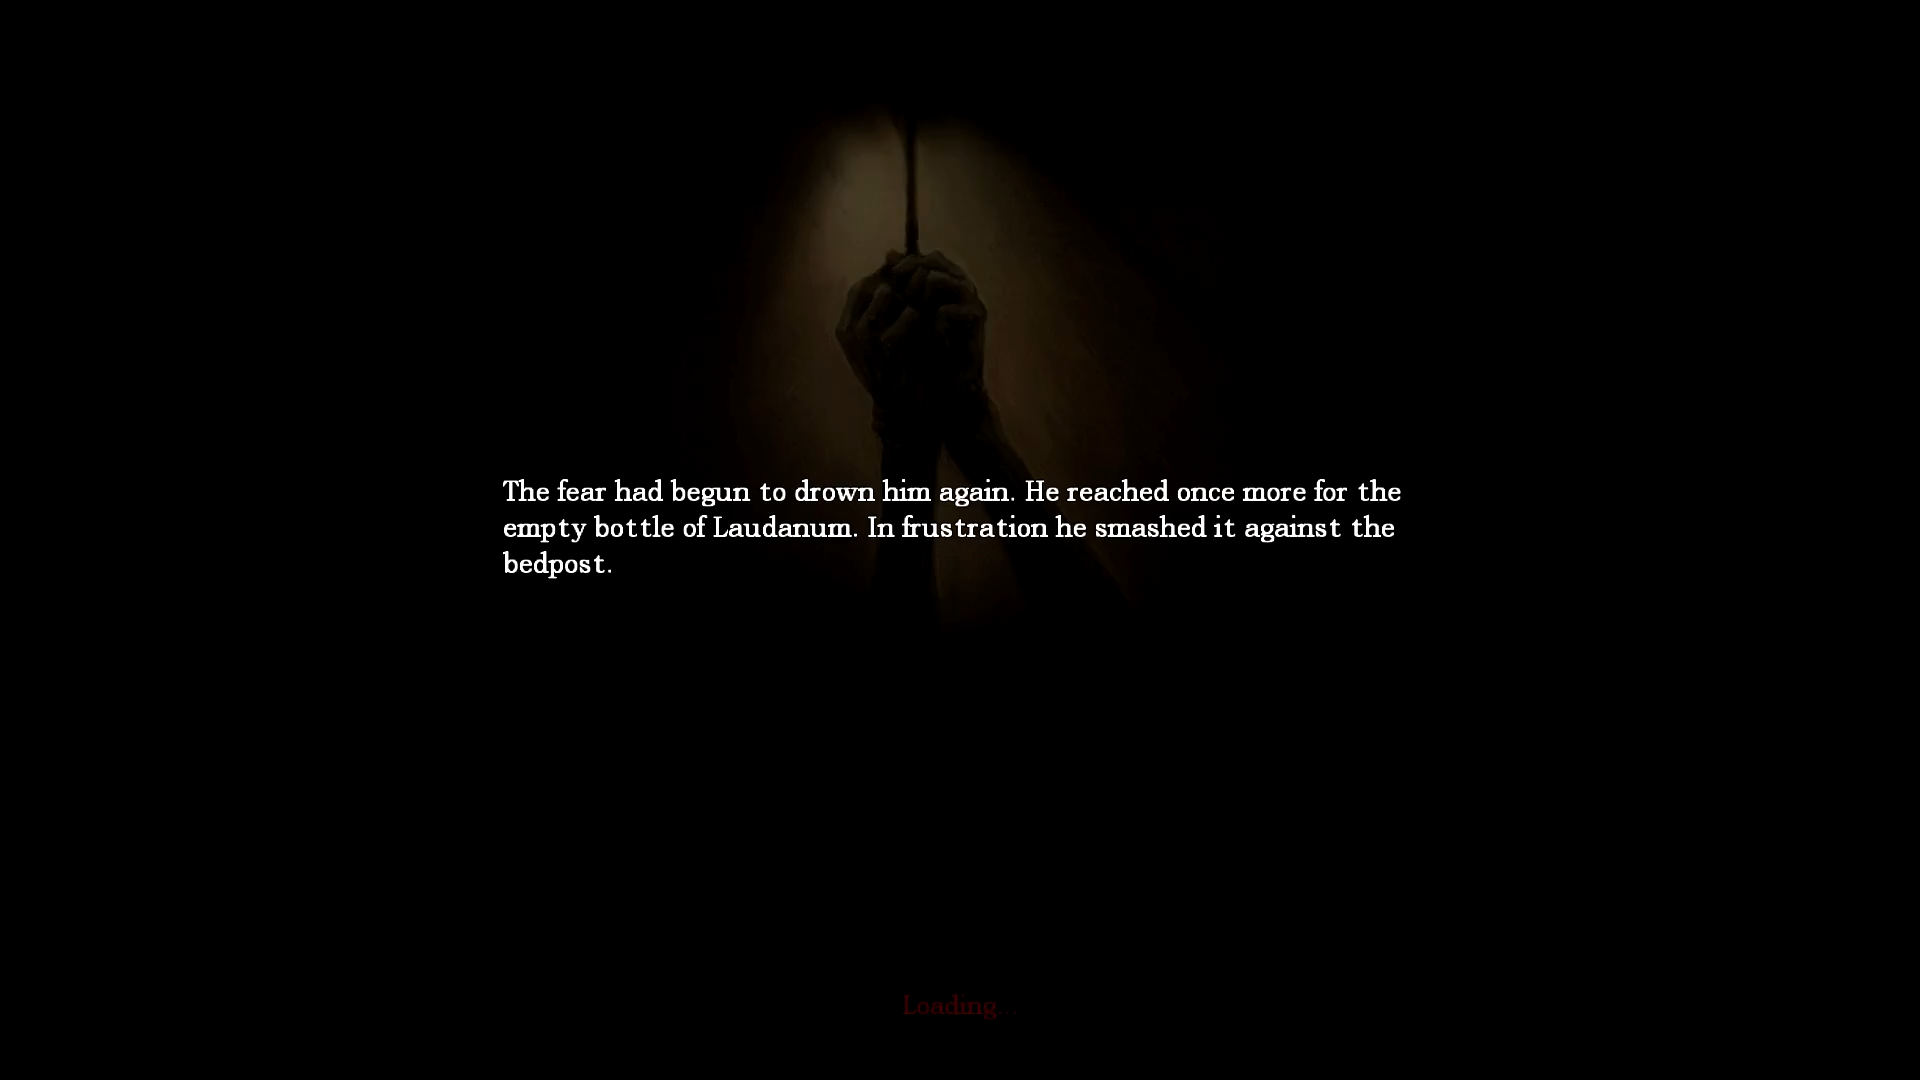 The fear had begun to drown him again. He reached once more for the
empty bottle of Laudanum. In frustration he smashed it against the
bedpost.
Loading...